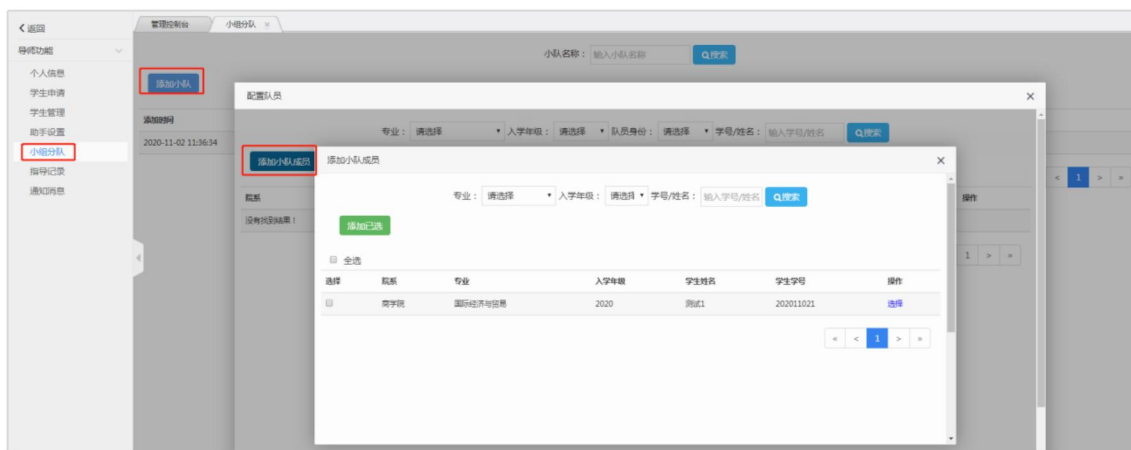 返回
管理控制台
小组分队 ×
导师功能
小队名称： 输入小队名称 搜索
个人信息
添加小队
学生申请
配置队员 ×
学生管理
添加时间
助手设置
专业： 请选择 入学年级： 请选择 队员身份： 请选择 学号/姓名： 输入学号/姓名 搜索
2020-11-02 11:36:34
小组分队
添加小队成员
添加小队成员 ×
指导记录
< 1 > »
通知消息
专业： 请选择 入学年级： 请选择 学号/姓名： 输入学号/姓名 搜索
院系
操作
没有找到结果！
添加已选
1 > »
全选
选择 院系 专业 入学年级 学生姓名 学生学号 操作
商学院 国际经济与贸易 2020 测试1 202011021 选择
« < 1 > »